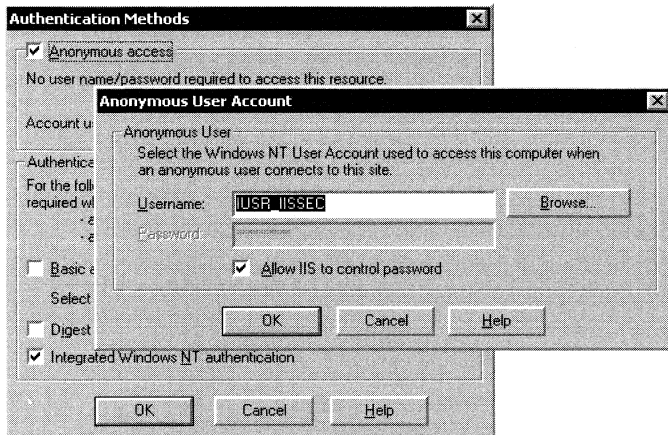 Authentication Methods
Anonymous access
No user name/password required to access this resource.
Account u
Authentica
For the foll
required wh
- a
- a
Basic a
Select
Digest
Integrated Windows NT authentication
OK Cancel Help
Anonymous User Account
Anonymous User
Select the Windows NT User Account used to access this computer when
an anonymous user connects to this site.
Username: IUSR_IISSEC Browse...
Password: **********
Allow IIS to control password
OK Cancel Help